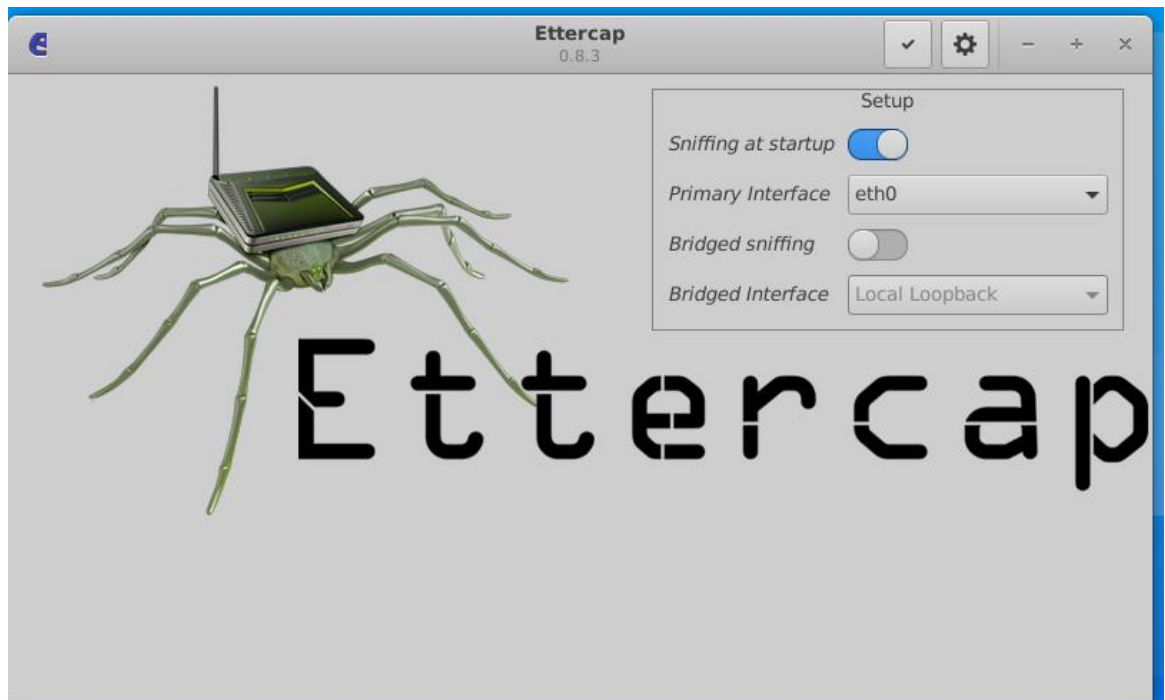 Ettercap
0.8.3
Setup
Sniffing at startup
Primary Interface eth0
Bridged sniffing
Bridged Interface Local Loopback
Ettercap